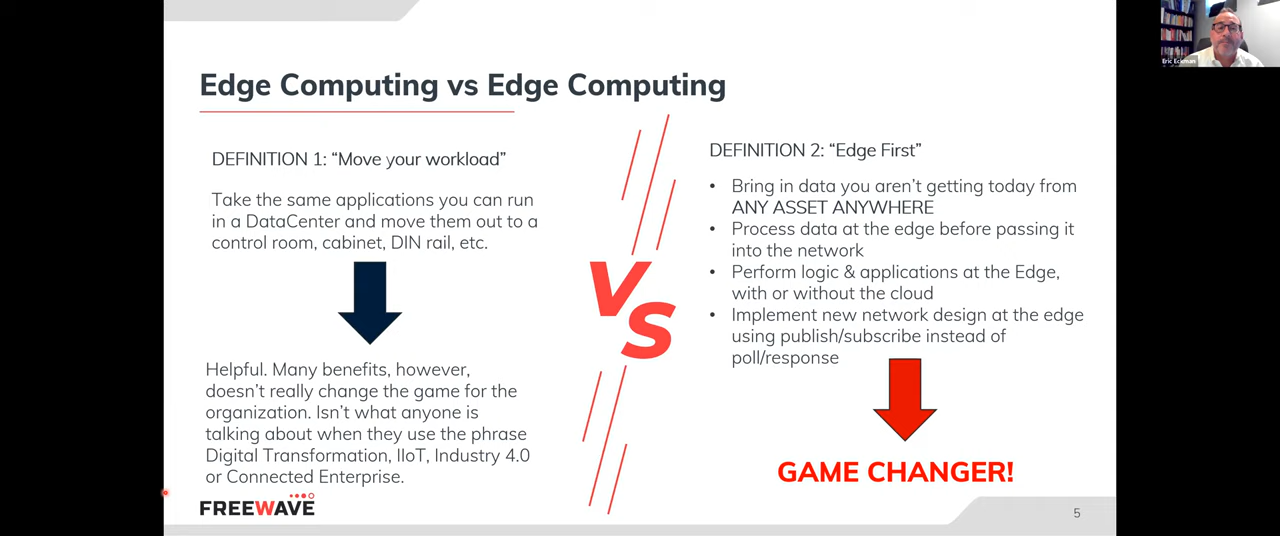 Edge Computing vs Edge Computing
DEFINITION 1: “Move your workload”
Take the same applications you can run
in a DataCenter and move them out to a
control room, cabinet, DIN rail, etc.
Helpful. Many benefits, however,
doesn’t really change the game for the
organization. Isn’t what anyone is
talking about when they use the phrase
Digital Transformation, IIoT, Industry 4.0
or Connected Enterprise.
VS
DEFINITION 2: “Edge First”
• Bring in data you aren’t getting today from
ANY ASSET ANYWHERE
• Process data at the edge before passing it
into the network
• Perform logic & applications at the Edge,
with or without the cloud
• Implement new network design at the edge
using publish/subscribe instead of
poll/response
GAME CHANGER!
FREEWAVE
5
Eric Eckman